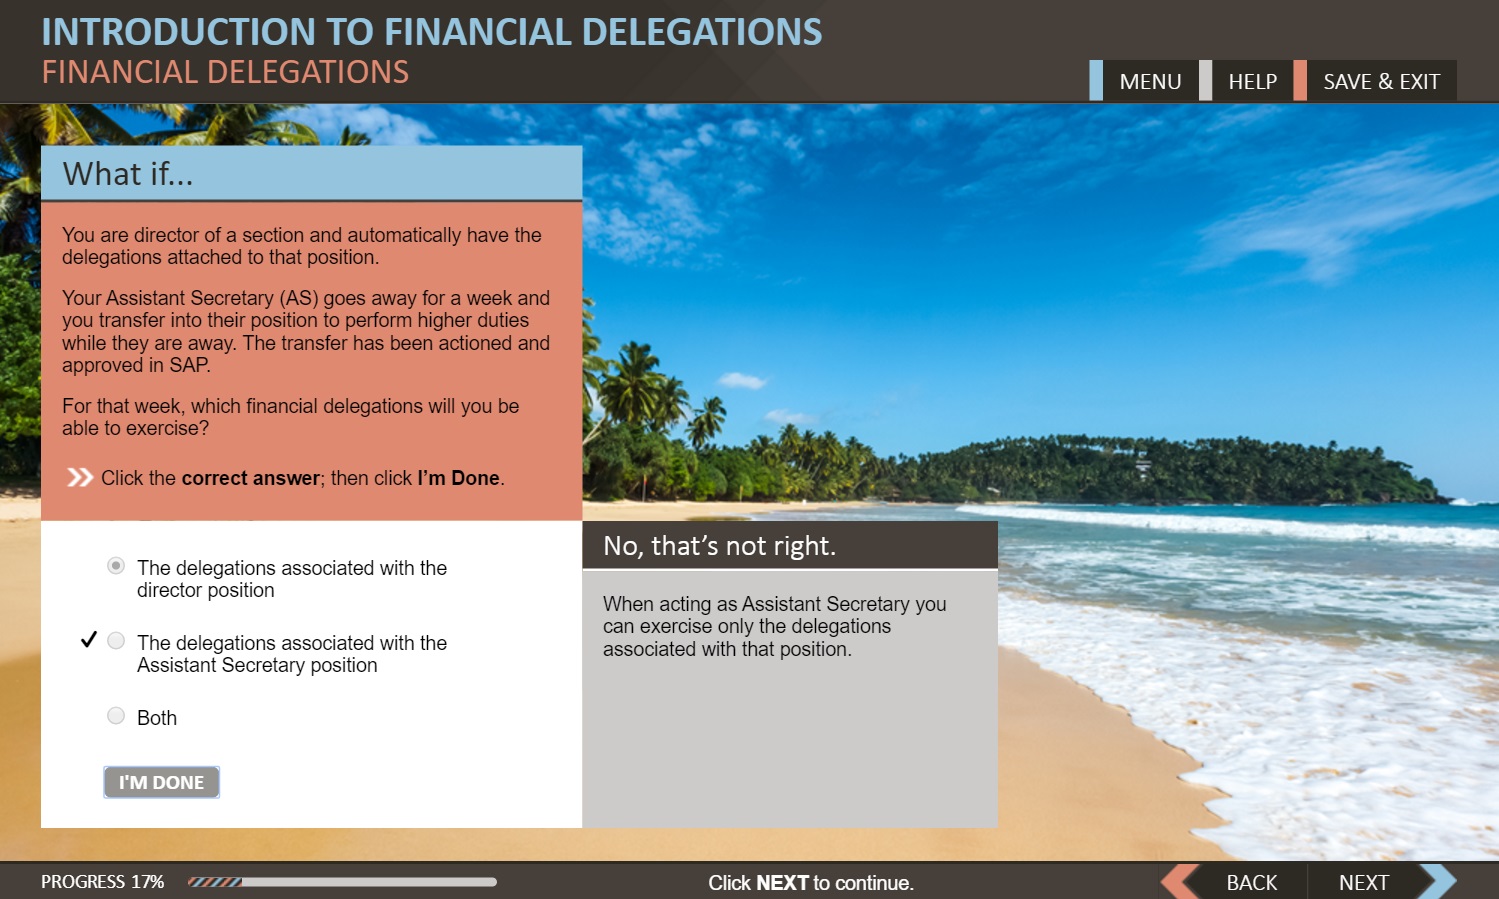 INTRODUCTION TO FINANCIAL DELEGATIONS
FINANCIAL DELEGATIONS
MENU
HELP
SAVE & EXIT
What if...
You are director of a section and automatically have the
delegations attached to that position.
Your Assistant Secretary (AS) goes away for a week and
you transfer into their position to perform higher duties
while they are away. The transfer has been actioned and
approved in SAP.
For that week, which financial delegations will you be
able to exercise?
Click the correct answer; then click I'm Done.
The delegations associated with the
director position
The delegations associated with the
Assistant Secretary position
Both
I'M DONE
No, that's not right.
When acting as Assistant Secretary you
can exercise only the delegations
associated with that position.
PROGRESS 17%
Click NEXT to continue.
BACK
NEXT